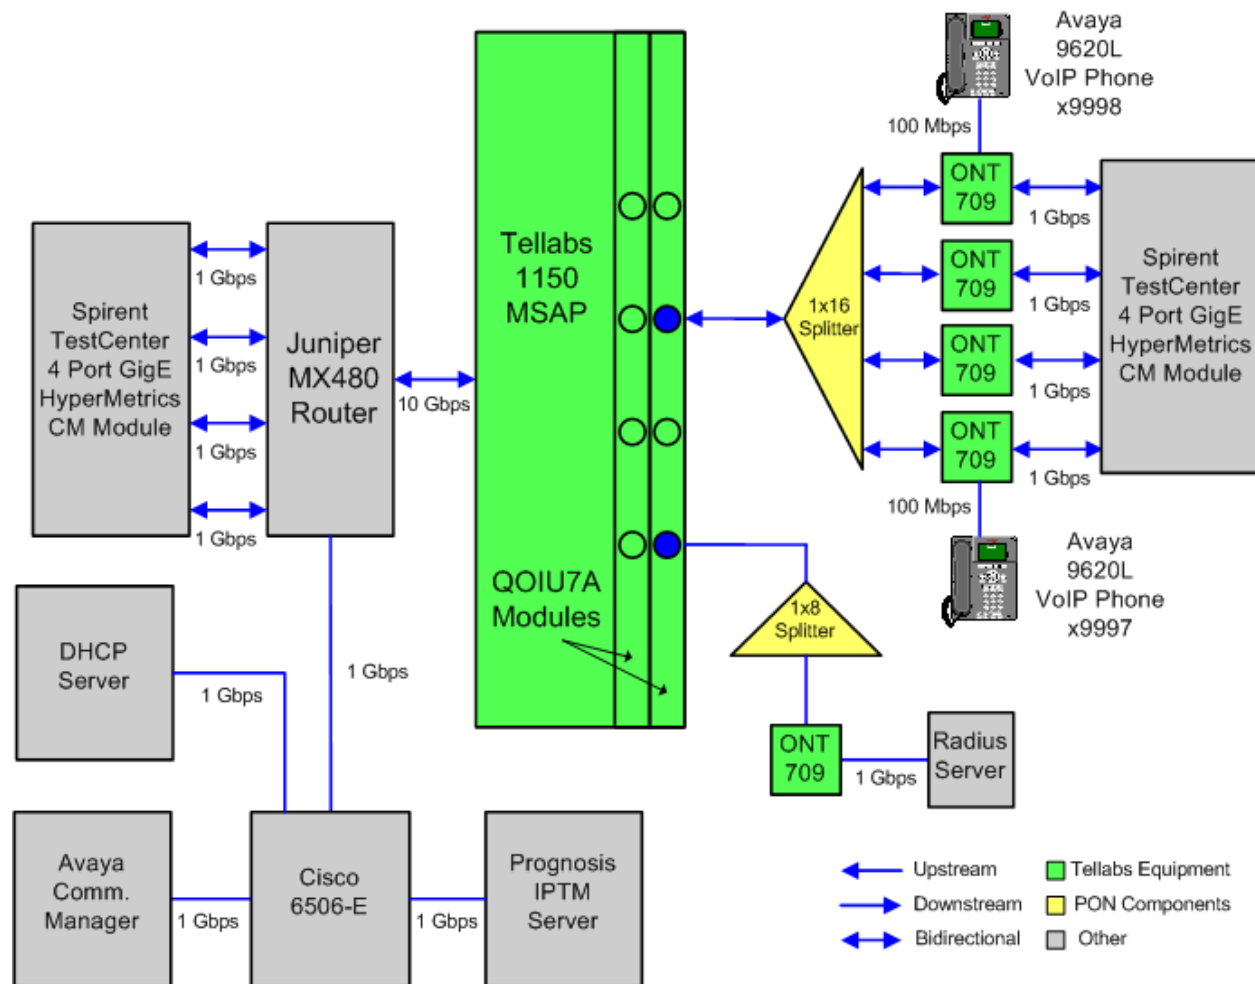 Avaya
9620L
VoIP Phone
x9998
100 Mbps
ONT
709
1 Gbps
ONT
709
1 Gbps
ONT
709
1 Gbps
ONT
709
1 Gbps
100 Mbps
Spirent
TestCenter
4 Port GigE
HyperMetrics
CM Module
Avaya
9620L
VoIP Phone
x9997
1x16
Splitter
Tellabs
1150
MSAP
QOIU7A
Modules
10 Gbps
Juniper
MX480
Router
1 Gbps
1 Gbps
1 Gbps
1 Gbps
Spirent
TestCenter
4 Port GigE
HyperMetrics
CM Module
1x8
Splitter
ONT
709
1 Gbps
Radius
Server
DHCP
Server
1 Gbps
1 Gbps
Avaya
Comm.
Manager
1 Gbps
Cisco
6506-E
1 Gbps
Prognosis
IPTM
Server
Upstream
Downstream
Bidirectional
Tellabs Equipment
PON Components
Other